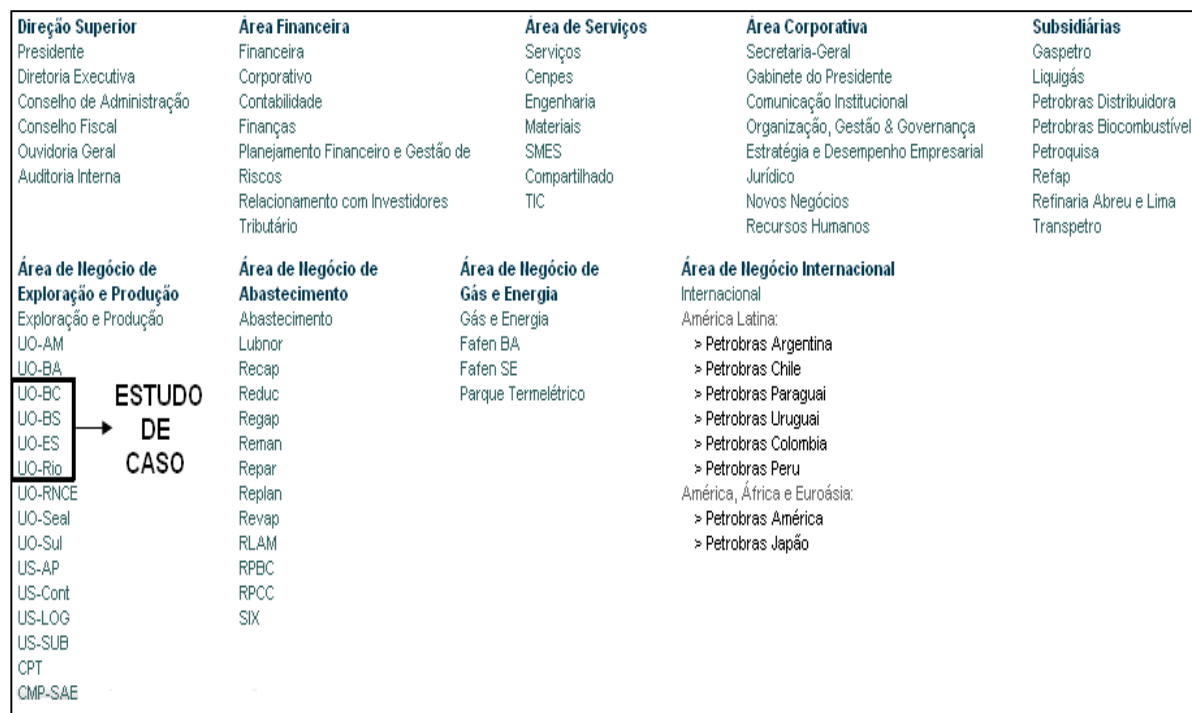 Direção Superior
Presidente
Diretoria Executiva
Conselho de Administração
Conselho Fiscal
Ouvidoria Geral
Auditoria Interna
Área Financeira
Financeira
Corporativo
Contabilidade
Finanças
Planejamento Financeiro e Gestão de
Riscos
Relacionamento com Investidores
Tributário
Área de Serviços
Serviços
Cenpes
Engenharia
Materiais
SMES
Compartilhado
TIC
Área Corporativa
Secretaria-Geral
Gabinete do Presidente
Comunicação Institucional
Organização, Gestão & Governança
Estratégia e Desempenho Empresarial
Jurídico
Novos Negócios
Recursos Humanos
Subsidiárias
Gaspetro
Liquigás
Petrobras Distribuidora
Petrobras Biocombustível
Petroquisa
Refap
Refinaria Abreu e Lima
Transpetro
Área de Negócio de
Exploração e Produção
Exploração e Produção
UO-AM
UO-BA
UO-BC
UO-BS
UO-ES
UO-Rio
UO-RNCE
UO-Seal
UO-Sul
US-AP
US-Cont
US-LOG
US-SUB
CPT
CMP-SAE
ESTUDO
DE
CASO
Área de Negócio de
Abastecimento
Abastecimento
Lubnor
Recap
Reduc
Regap
Reman
Repar
Replan
Revap
RLAM
RPBC
RPCC
SIX
Área de Negócio de
Gás e Energia
Gás e Energia
Fafen BA
Fafen SE
Parque Termelétrico
Área de Negócio Internacional
Internacional
América Latina:
> Petrobras Argentina
> Petrobras Chile
> Petrobras Paraguai
> Petrobras Uruguai
> Petrobras Colombia
> Petrobras Peru
América, África e Euroásia:
> Petrobras América
> Petrobras Japão